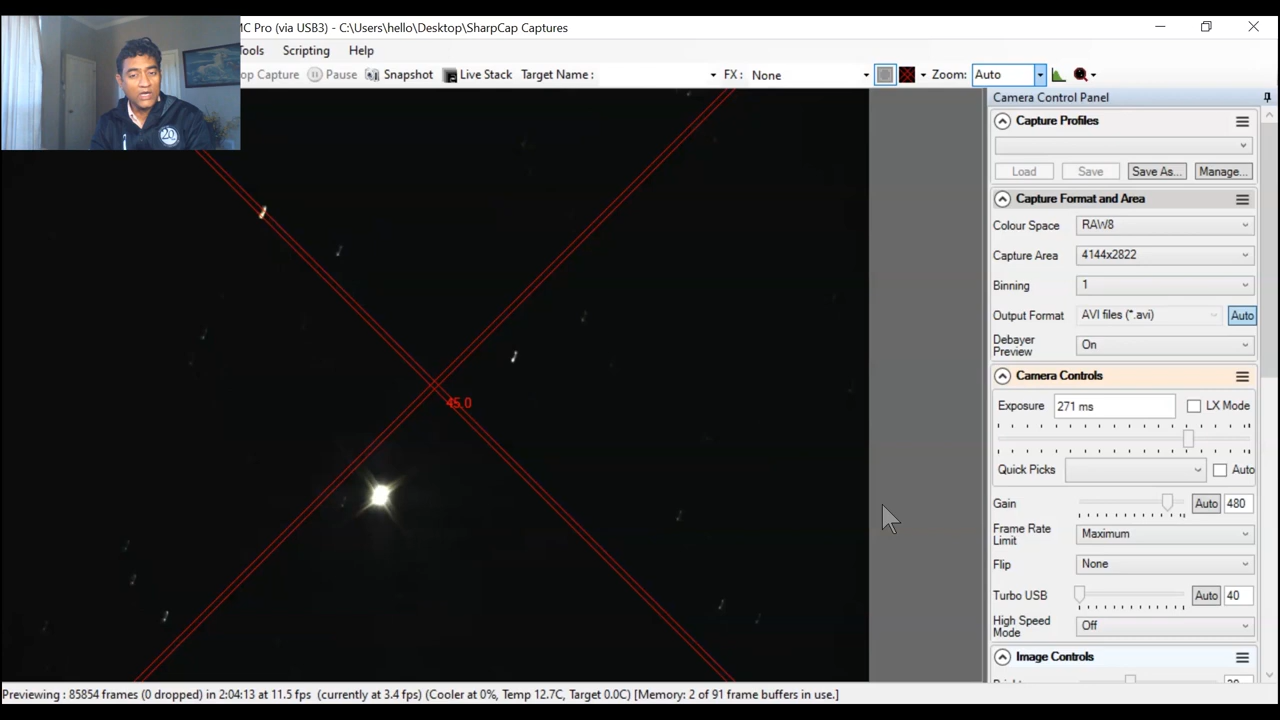 MC Pro (via USB3) - C:\Users\hello\Desktop\SharpCap Captures
Tools Scripting Help
op Capture Pause Snapshot Live Stack Target Name : FX : None Zoom: Auto
Camera Control Panel
Capture Profiles
Load Save Save As... Manage...
Capture Format and Area
Colour Space RAW8
Capture Area 4144x2822
Binning 1
Output Format AVI files (*.avi) Auto
Debayer Preview On
Camera Controls
Exposure 271 ms LX Mode
Quick Picks Auto
Gain Auto 480
Frame Rate Limit Maximum
Flip None
Turbo USB Auto 40
High Speed Mode Off
Image Controls
45.0
20
Previewing : 85854 frames (0 dropped) in 2:04:13 at 11.5 fps (currently at 3.4 fps) (Cooler at 0%, Temp 12.7C, Target 0.0C) [Memory: 2 of 91 frame buffers in use.]